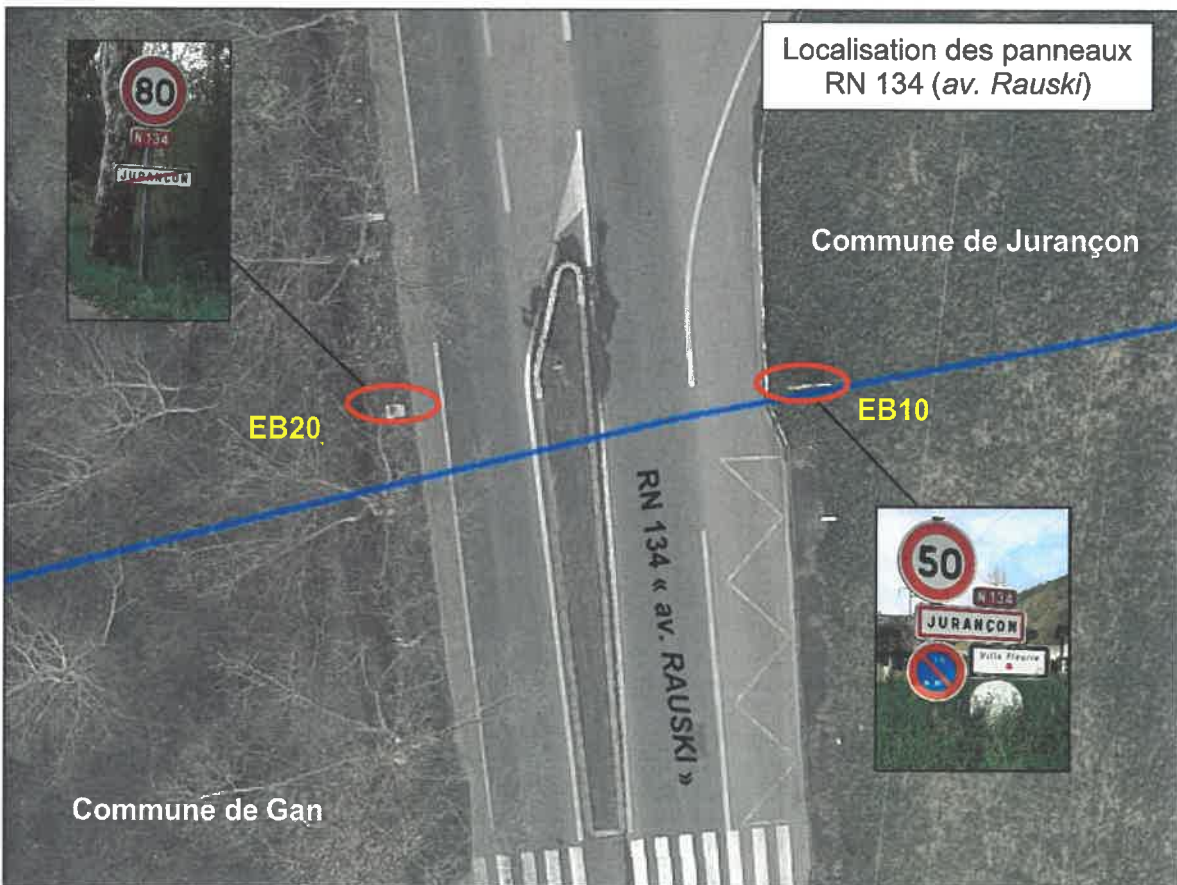 Localisation des panneaux
RN 134 (av. Rauski)
80
N 134
JURANÇON
Commune de Jurançon
EB20
EB10
RN 134 « av. RAUSKI »
50
N 134
JURANÇON
Ville Fleurie
Commune de Gan